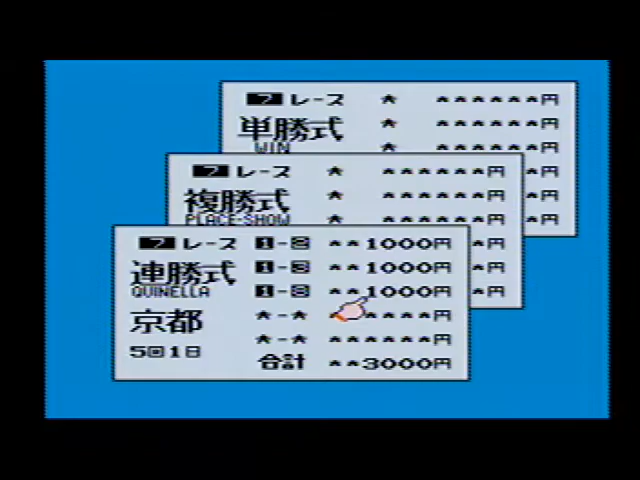 7 レース ★ ★★★★★★円
単勝式 ★ ★★★★★★円
WIN ★ ★★★★★★円
7 レース ★ ★★★★★★円
複勝式 ★ ★★★★★★円
PLACE-SHOW ★ ★★★★★★円
7 レース 1-2 ★★1000円
連勝式 1-3 ★★1000円
QUINELLA 1-8 ★★1000円
京都 ★-★ ★★★★円
★-★ ★★★★★★円
5回1日
合計 ★★3000円